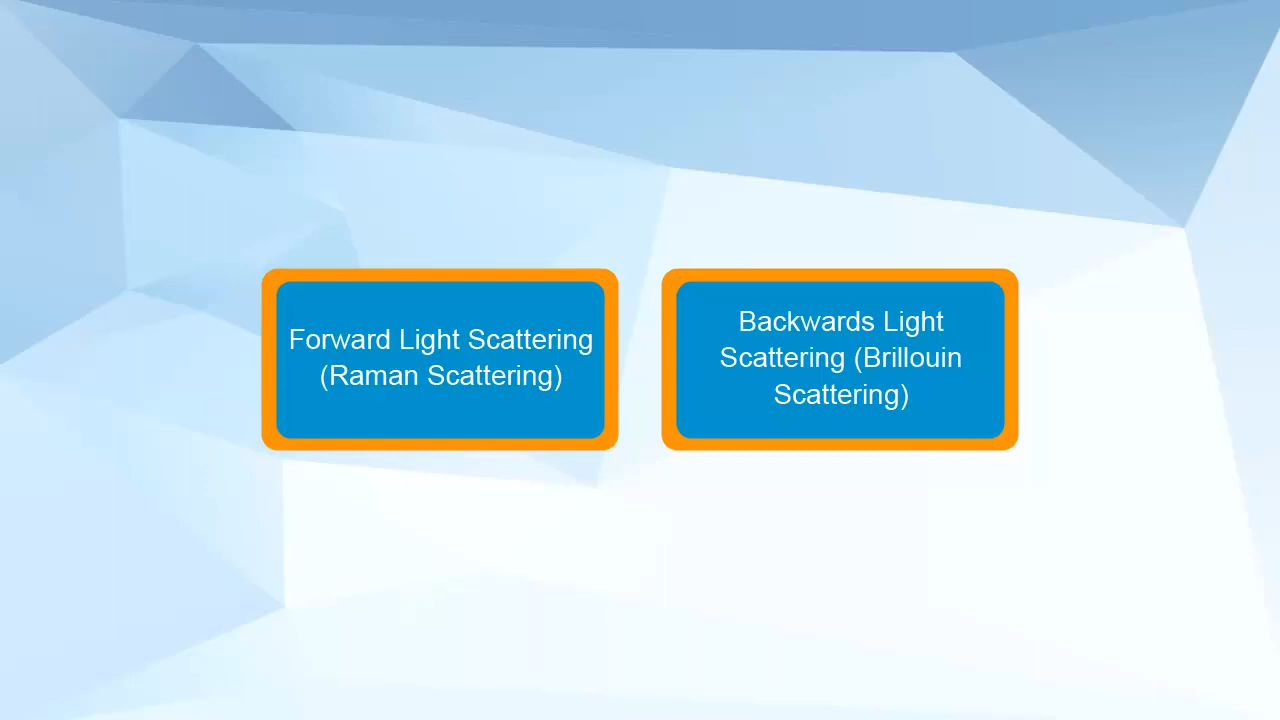 Forward Light Scattering
(Raman Scattering)
Backwards Light
Scattering (Brillouin
Scattering)